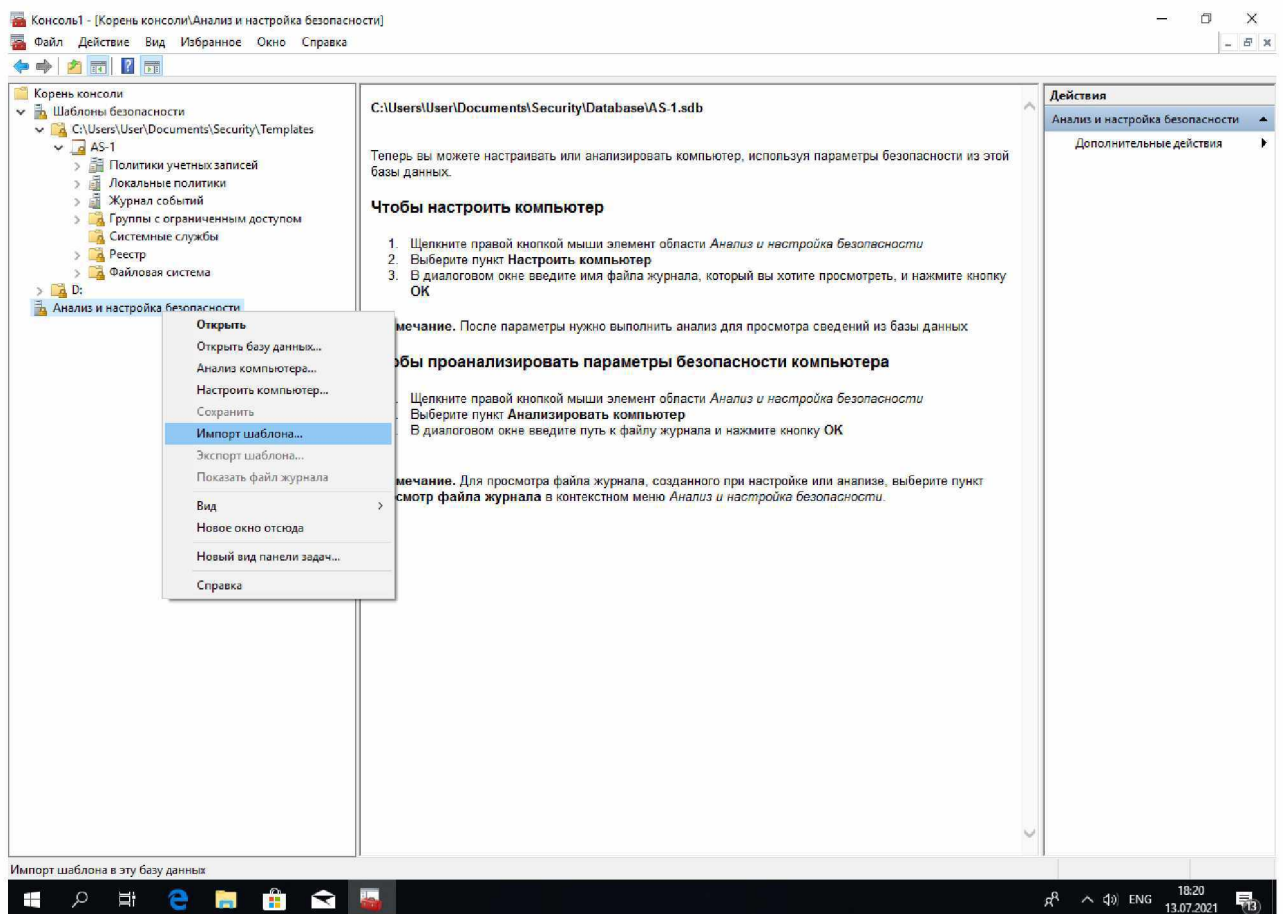 Консоль1 - [Корень консоли\Анализ и настройка безопасности]
Файл Действие Вид Избранное Окно Справка
Корень консоли
Шаблоны безопасности
C:\Users\User\Documents\Security\Templates
AS-1
Политики учетных записей
Локальные политики
Журнал событий
Группы с ограниченным доступом
Системные службы
Реестр
Файловая система
D:
Анализ и настройка безопасности
Открыть
Открыть базу данных...
Анализ компьютера...
Настроить компьютер...
Сохранить
Импорт шаблона...
Экспорт шаблона...
Показать файл журнала
Вид
Новое окно отсюда
Новый вид панели задач...
Справка
C:\Users\User\Documents\Security\Database\AS-1.sdb
Теперь вы можете настраивать или анализировать компьютер, используя параметры безопасности из этой
базы данных.
Чтобы настроить компьютер
1. Щелкните правой кнопкой мыши элемент области Анализ и настройка безопасности
2. Выберите пункт Настроить компьютер
3. В диалоговом окне введите имя файла журнала, который вы хотите просмотреть, и нажмите кнопку
OK
мечание. После параметры нужно выполнить анализ для просмотра сведений из базы данных
обы проанализировать параметры безопасности компьютера
Щелкните правой кнопкой мыши элемент области Анализ и настройка безопасности
Выберите пункт Анализировать компьютер
В диалоговом окне введите путь к файлу журнала и нажмите кнопку OK
мечание. Для просмотра файла журнала, созданного при настройке или анализе, выберите пункт
смотр файла журнала в контекстном меню Анализ и настройка безопасности.
Действия
Анализ и настройка безопасности
Дополнительные действия
Импорт шаблона в эту базу данных
ENG
18:20
13.07.2021
13